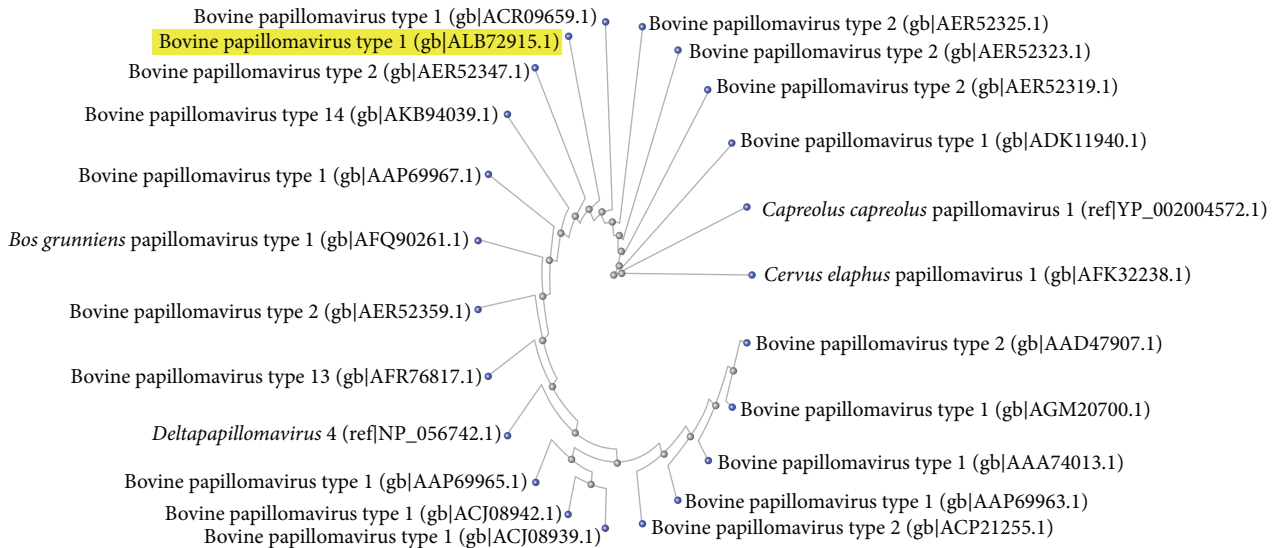 Bovine papillomavirus type 1 (gb|ACR09659.1)
Bovine papillomavirus type 1 (gb|ALB72915.1)
Bovine papillomavirus type 2 (gb|AER52347.1)
Bovine papillomavirus type 14 (gb|AKB94039.1)
Bovine papillomavirus type 1 (gb|AAP69967.1)
Bos grunniens papillomavirus type 1 (gb|AFQ90261.1)
Bovine papillomavirus type 2 (gb|AER52359.1)
Bovine papillomavirus type 13 (gb|AFR76817.1)
Deltapapillomavirus 4 (ref|NP_056742.1)
Bovine papillomavirus type 1 (gb|AAP69965.1)
Bovine papillomavirus type 1 (gb|ACJ08942.1)
Bovine papillomavirus type 1 (gb|ACJ08939.1)
Bovine papillomavirus type 2 (gb|AER52325.1)
Bovine papillomavirus type 2 (gb|AER52323.1)
Bovine papillomavirus type 2 (gb|AER52319.1)
Bovine papillomavirus type 1 (gb|ADK11940.1)
Capreolus capreolus papillomavirus 1 (ref|YP_002004572.1)
Cervus elaphus papillomavirus 1 (gb|AFK32238.1)
Bovine papillomavirus type 2 (gb|AAD47907.1)
Bovine papillomavirus type 1 (gb|AGM20700.1)
Bovine papillomavirus type 1 (gb|AAA74013.1)
Bovine papillomavirus type 1 (gb|AAP69963.1)
Bovine papillomavirus type 2 (gb|ACP21255.1)